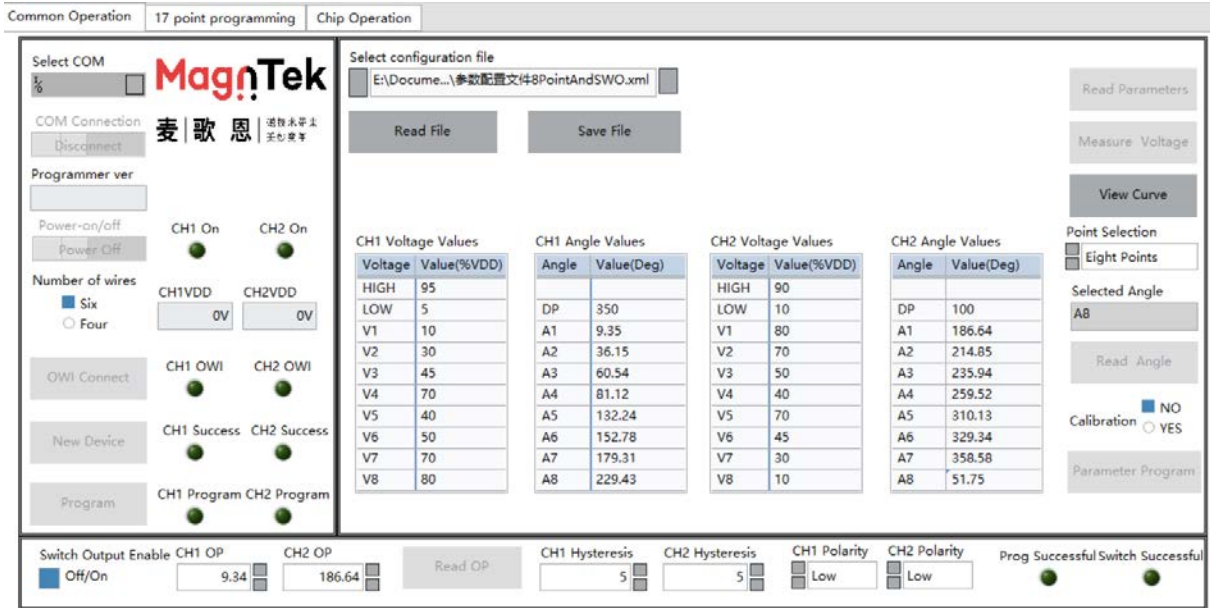 Common Operation
17 point programming
Chip Operation
Select COM
COM Connection
Disconnect
Programmer ver
Power-on/off
Power Off
Number of wires
Six
Four
OWI Connect
New Device
Program
MagnTek
麦歌恩
CH1 On CH2 On
CH1VDD CH2VDD
0V 0V
CH1 OWI CH2 OWI
CH1 Success CH2 Success
CH1 Program CH2 Program
Select configuration file
E:\Docume...\参数配置文件8PointAndSWO.xml
Read File
Save File
CH1 Voltage Values
Voltage Value(%VDD)
HIGH 95
LOW 5
V1 10
V2 30
V3 45
V4 70
V5 40
V6 50
V7 70
V8 80
CH1 Angle Values
Angle Value(Deg)
DP 350
A1 9.35
A2 36.15
A3 60.54
A4 81.12
A5 132.24
A6 152.78
A7 179.31
A8 229.43
CH2 Voltage Values
Voltage Value(%VDD)
HIGH 90
LOW 10
V1 80
V2 70
V3 50
V4 40
V5 70
V6 45
V7 30
V8 10
CH2 Angle Values
Angle Value(Deg)
DP 100
A1 186.64
A2 214.85
A3 235.94
A4 259.52
A5 310.13
A6 329.34
A7 358.58
A8 51.75
Read Parameters
Measure Voltage
View Curve
Point Selection
Eight Points
Selected Angle
A8
Read Angle
Calibration
NO
YES
Parameter Program
Switch Output Enable
Off/On
CH1 OP
9.34
CH2 OP
186.64
Read OP
CH1 Hysteresis
5
CH2 Hysteresis
5
CH1 Polarity
Low
CH2 Polarity
Low
Prog Successful
Switch Successful